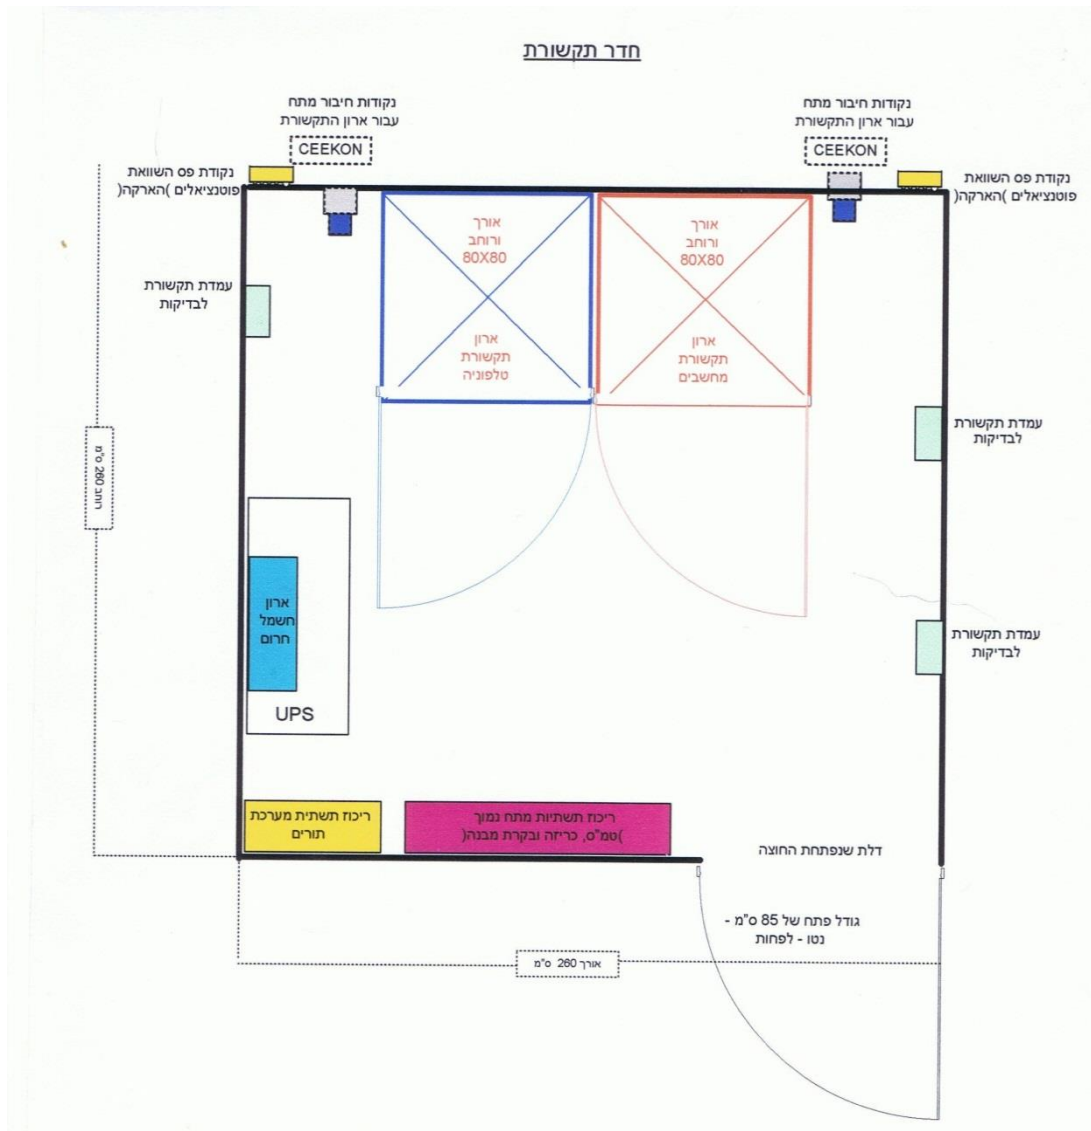 חדר תקשורת
נקודות חיבור מתח
עבור ארון התקשורת
CEEKON
נקודות חיבור מתח
עבור ארון התקשורת
CEEKON
נקודת פס השוואת
פוטנציאלים )הארקה(
נקודת פס השוואת
פוטנציאלים )הארקה(
אורך
ורוחב
80X80
ארון
תקשורת
מחשבים
אורך
ורוחב
80X80
ארון
תקשורת
טלפוניה
עמדת תקשורת
לבדיקות
עמדת תקשורת
לבדיקות
עמדת תקשורת
לבדיקות
רוחב 260 ס"מ
ארון
חשמל
חרום
UPS
ריכוז תשתיות מתח נמוך
)טמ"ס, כריזה ובקרת מבנה(
ריכוז תשתית מערכת
תורים
דלת שנפתחת החוצה
גודל פתח של 85 ס"מ -
נטו - לפחות
אורך 260 ס"מ